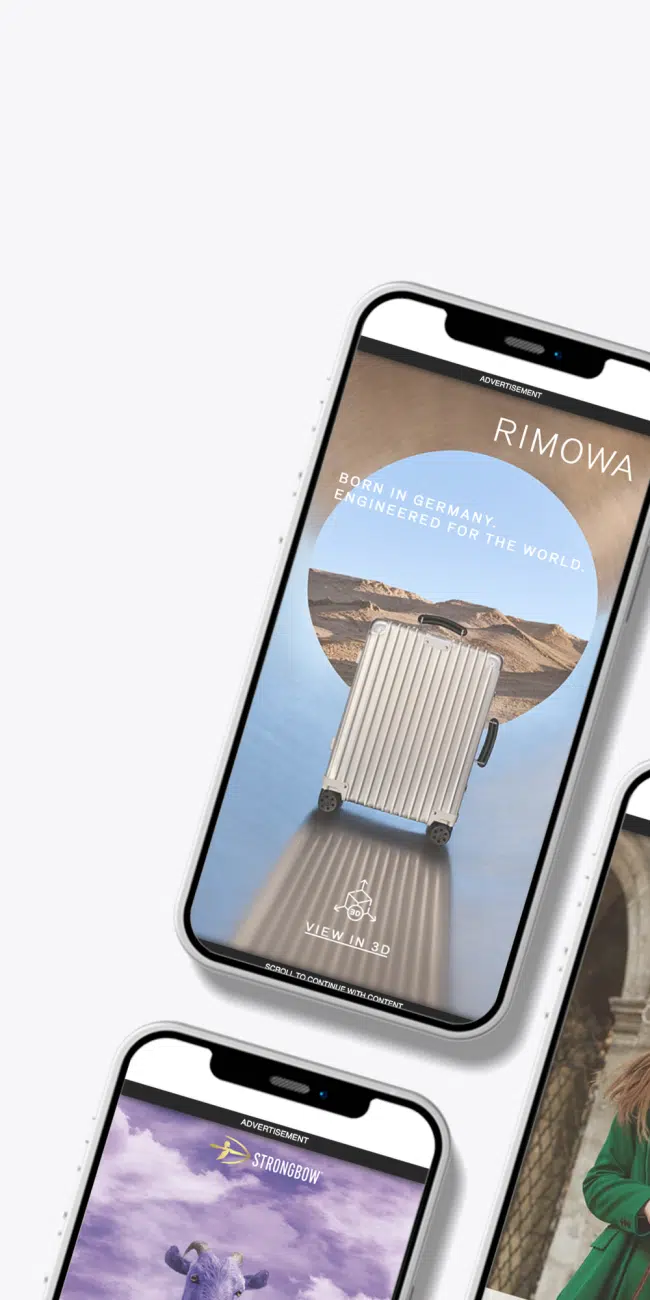 ADVERTISEMENT
RIMOWA
BORN IN GERMANY.
ENGINEERED FOR THE WORLD.
3D
VIEW IN 3D
SCROLL TO CONTINUE WITH CONTENT
ADVERTISEMENT
STRONGBOW